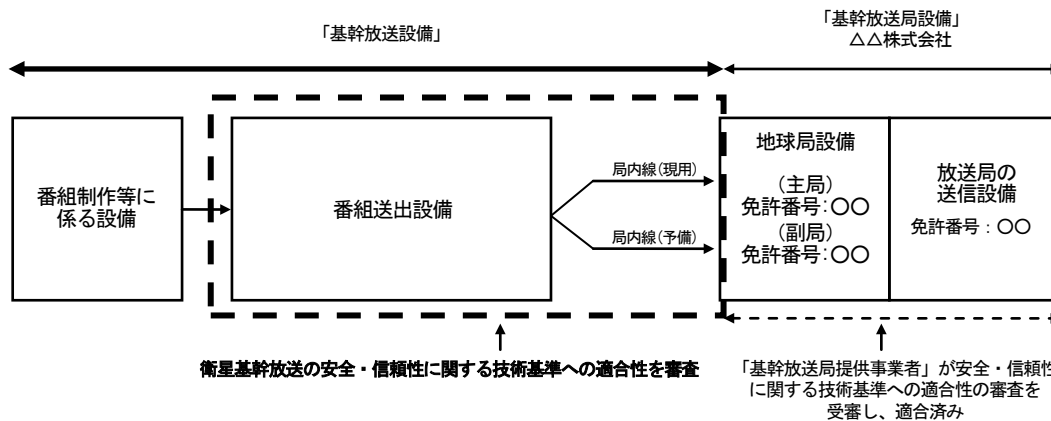 「基幹放送設備」
「基幹放送局設備」
△△株式会社
番組制作等に
係る設備
番組送出設備
局内線(現用)
局内線(予備)
地球局設備
(主局)
免許番号:〇〇
(副局)
免許番号:〇〇
放送局の
送信設備
免許番号:〇〇
衛星基幹放送の安全・信頼性に関する技術基準への適合性を審査
「基幹放送局提供事業者」が安全・信頼性
に関する技術基準への適合性の審査を
受審し、適合済み